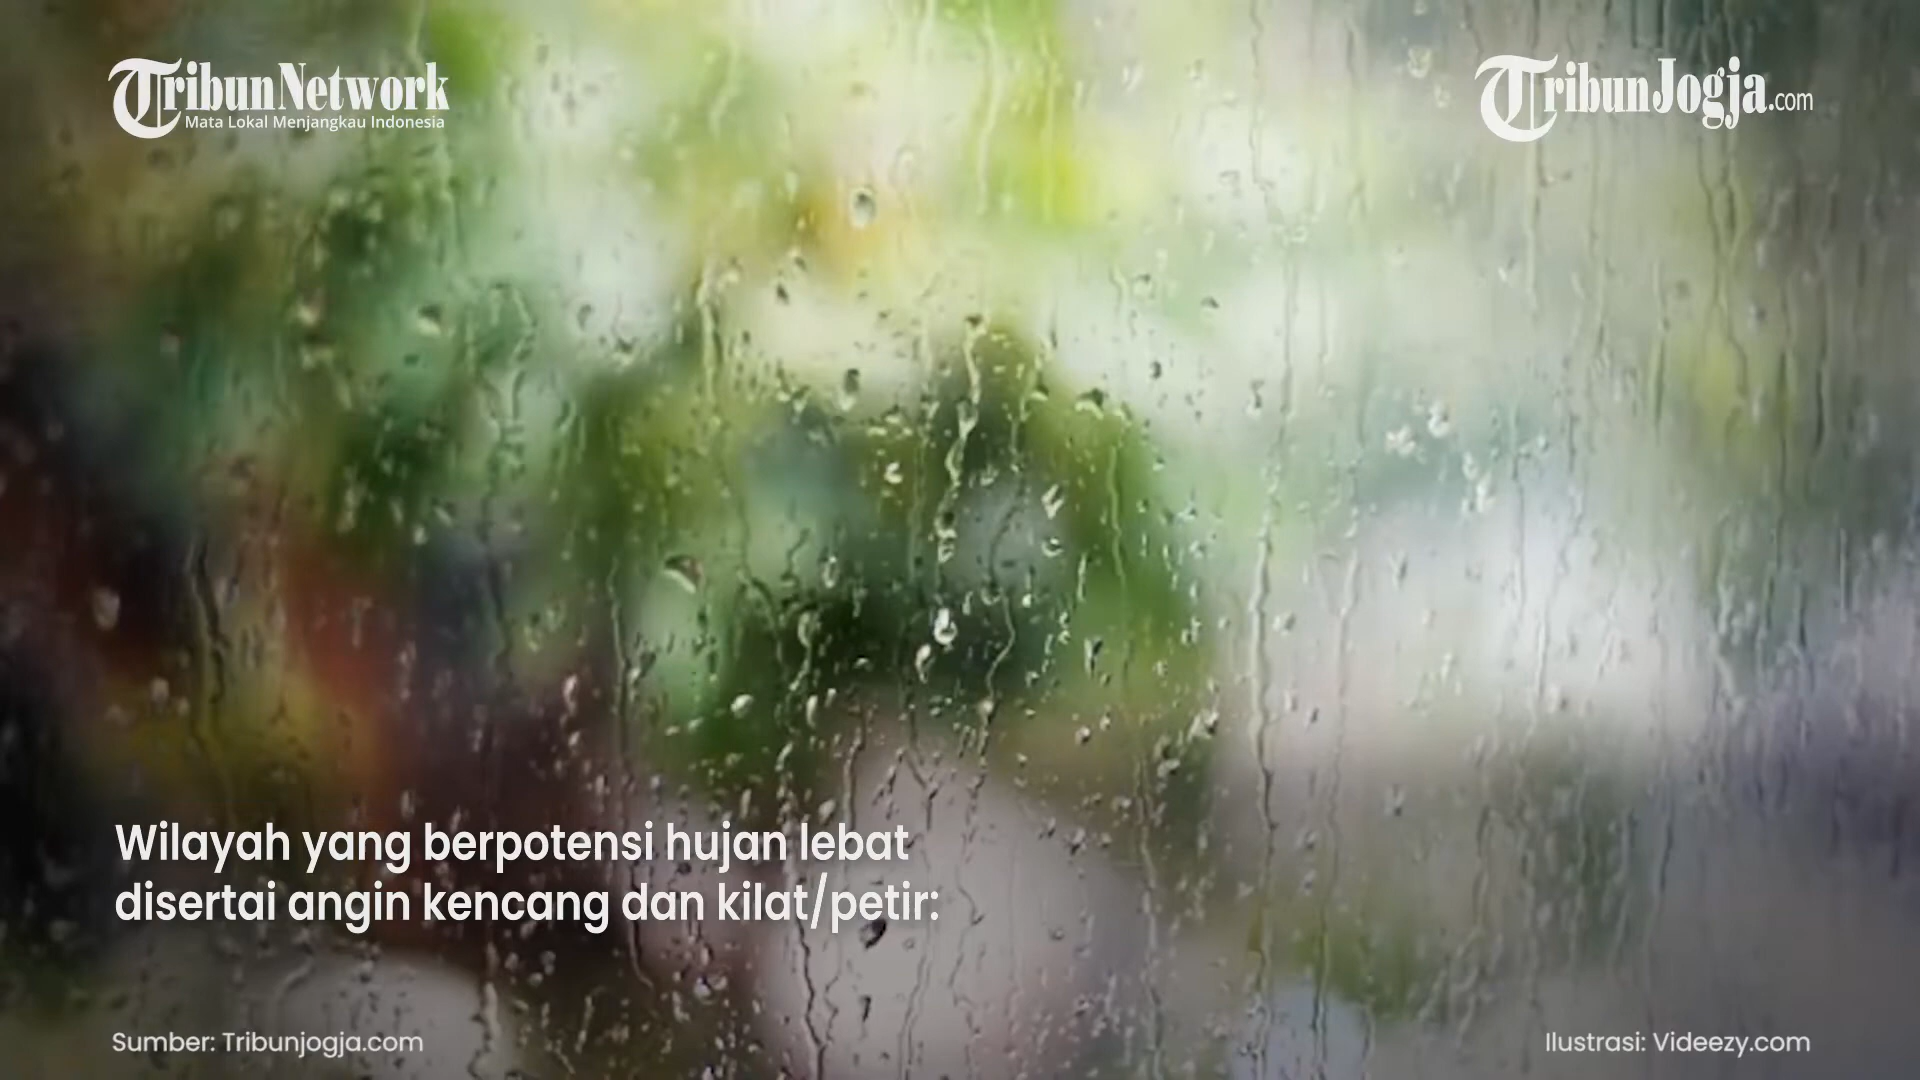 TribunNetwork
Mata Lokal Menjangkau Indonesia
TribunJogja.com
Wilayah yang berpotensi hujan lebat
disertai angin kencang dan kilat/petir:
Sumber: Tribunjogja.com
Ilustrasi: Videezy.com